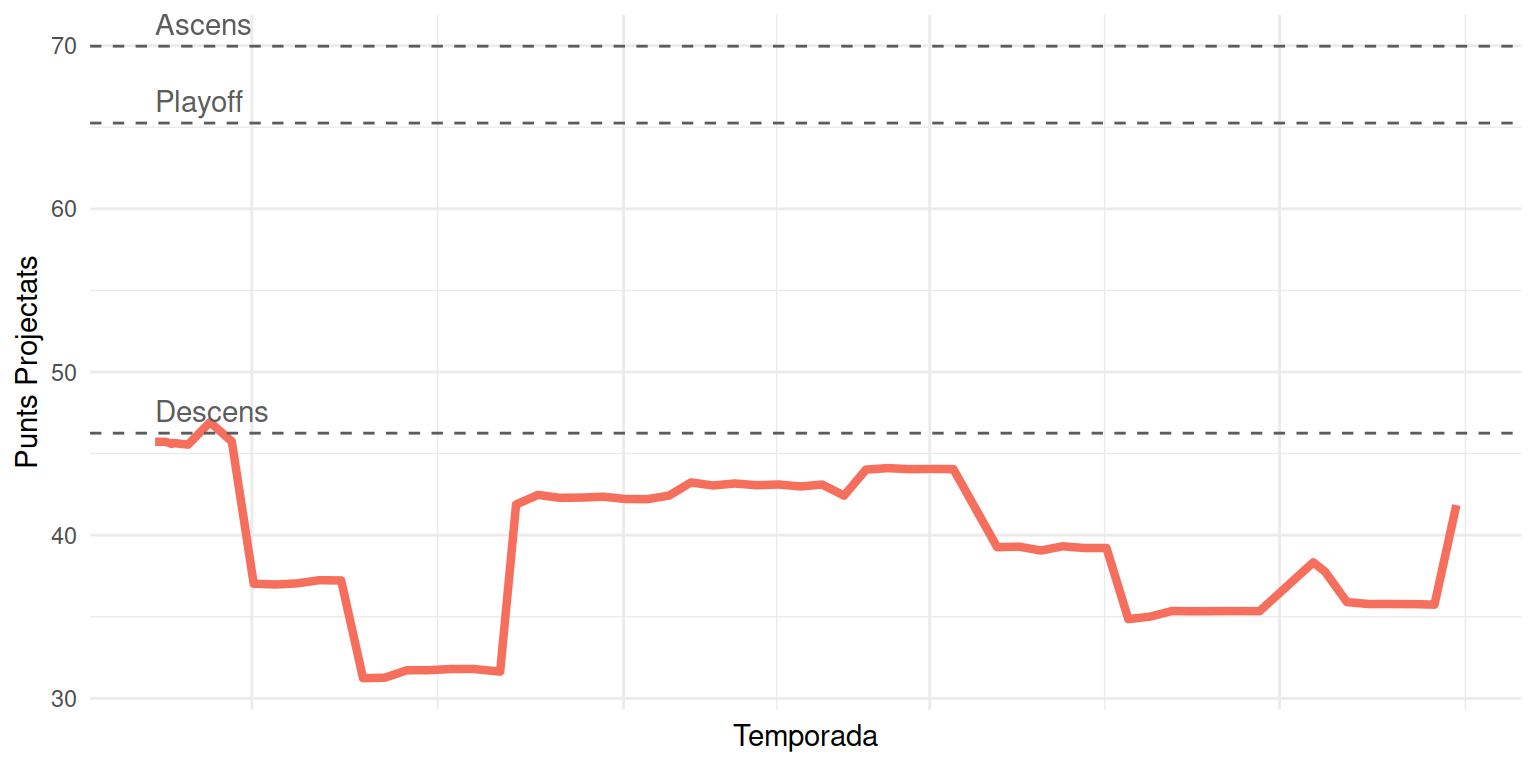 Ascens
70
Playoff
60
Punts Projectats
50
Descens
40
30
Temporada